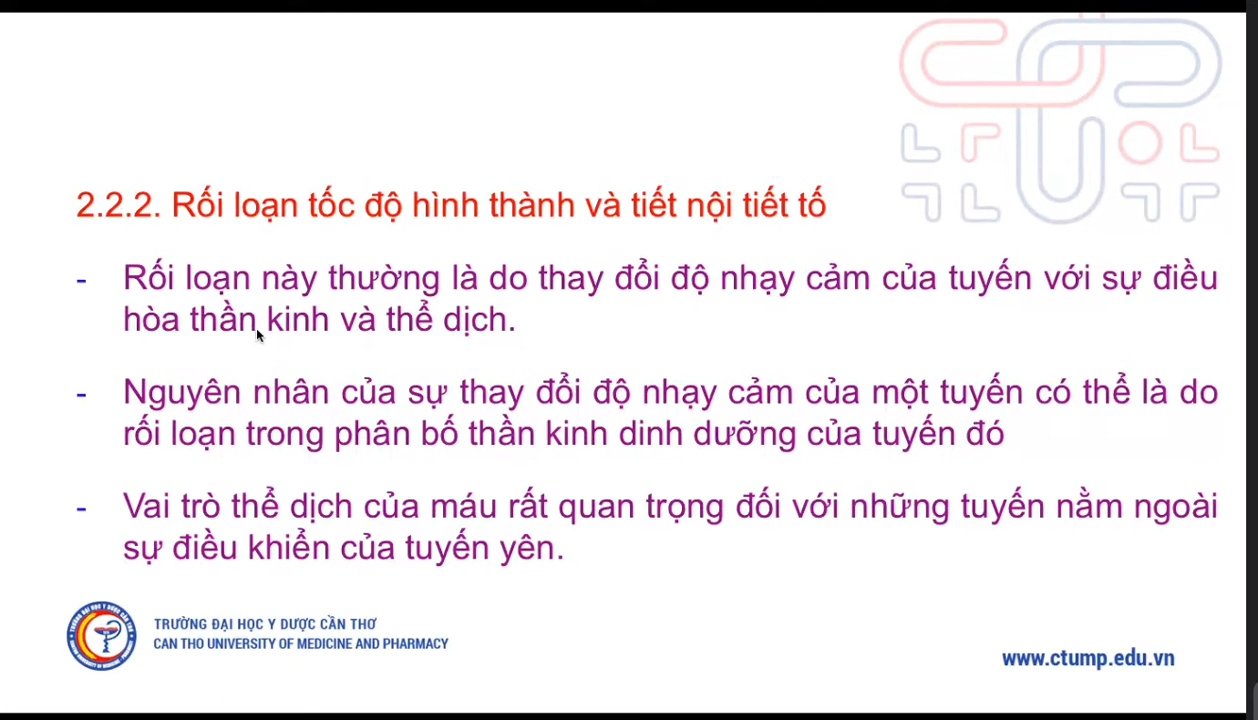 2.2.2. Rối loạn tốc độ hình thành và tiết nội tiết tố
- Rối loạn này thường là do thay đổi độ nhạy cảm của tuyến với sự điều
hòa thần kinh và thể dịch.
- Nguyên nhân của sự thay đổi độ nhạy cảm của một tuyến có thể là do
rối loạn trong phân bố thần kinh dinh dưỡng của tuyến đó
- Vai trò thể dịch của máu rất quan trọng đối với những tuyến nằm ngoài
sự điều khiển của tuyến yên.
TRƯỜNG ĐẠI HỌC Y DƯỢC CẦN THƠ
CAN THO UNIVERSITY OF MEDICINE AND PHARMACY
www.ctump.edu.vn